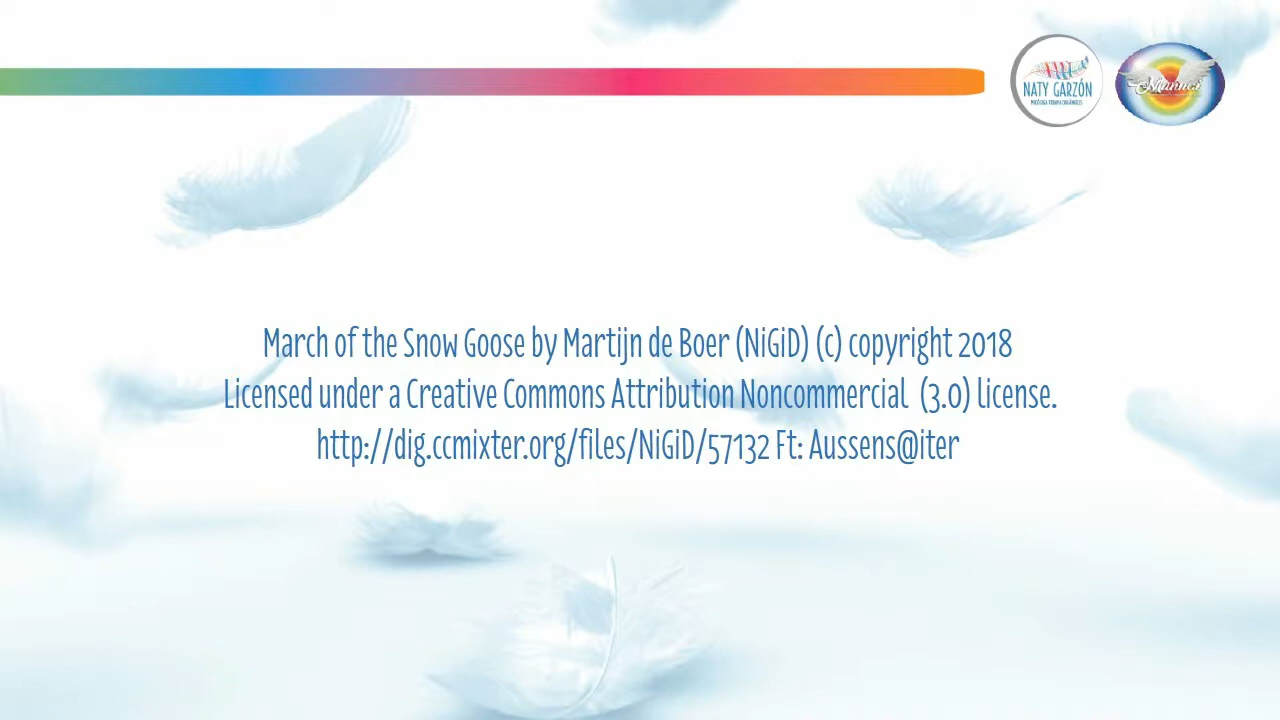 NATY GARZÓN
March of the Snow Goose by Martijn de Boer (NiGiD) (c) copyright 2018
Licensed under a Creative Commons Attribution Noncommercial (3.0) license.
http://dig.ccmixter.org/files/NiGiD/57132 Ft: Aussens@iter